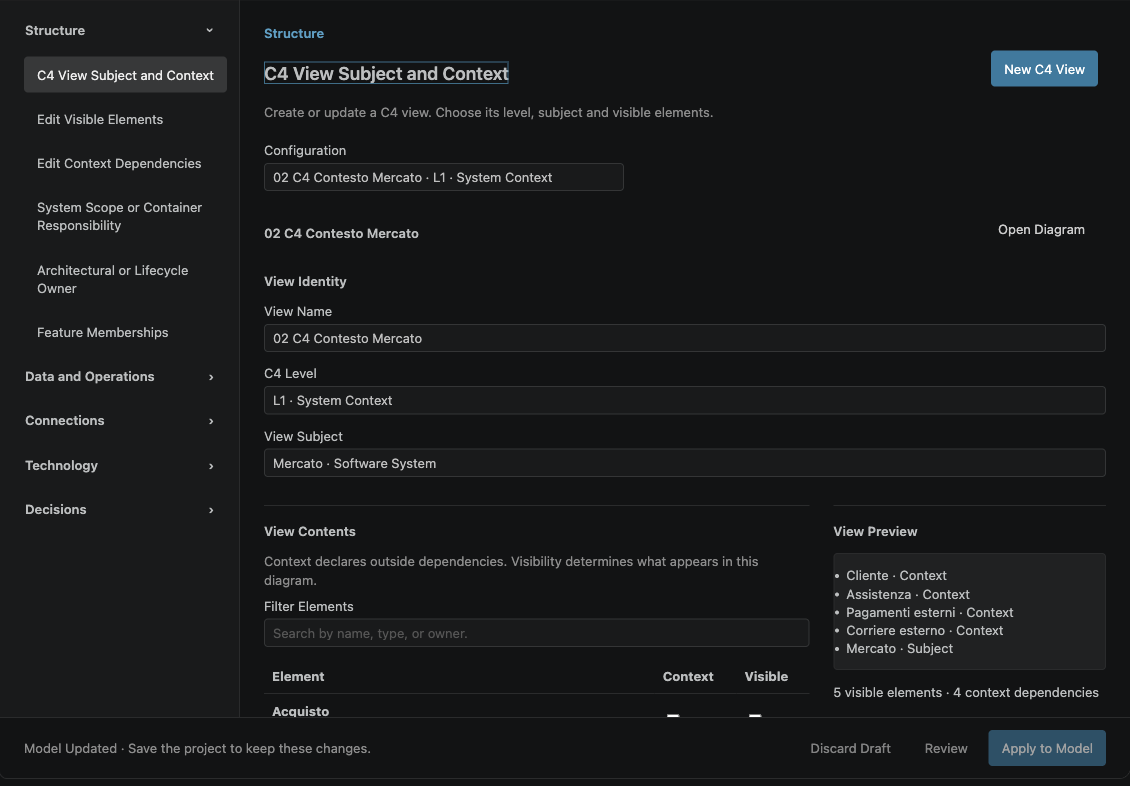 Structure
C4 View Subject and Context
Edit Visible Elements
Edit Context Dependencies
System Scope or Container
Responsibility
Architectural or Lifecycle
Owner
Feature Memberships
Data and Operations
Connections
Technology
Decisions
Structure
C4 View Subject and Context
New C4 View
Create or update a C4 view. Choose its level, subject and visible elements.
Configuration
02 C4 Contesto Mercato · L1 · System Context
02 C4 Contesto Mercato
Open Diagram
View Identity
View Name
02 C4 Contesto Mercato
C4 Level
L1 · System Context
View Subject
Mercato · Software System
View Contents
Context declares outside dependencies. Visibility determines what appears in this
diagram.
Filter Elements
Search by name, type, or owner.
Element Context Visible
Acquisto
View Preview
• Cliente · Context
• Assistenza · Context
• Pagamenti esterni · Context
• Corriere esterno · Context
• Mercato · Subject
5 visible elements · 4 context dependencies
Model Updated · Save the project to keep these changes.
Discard Draft
Review
Apply to Model